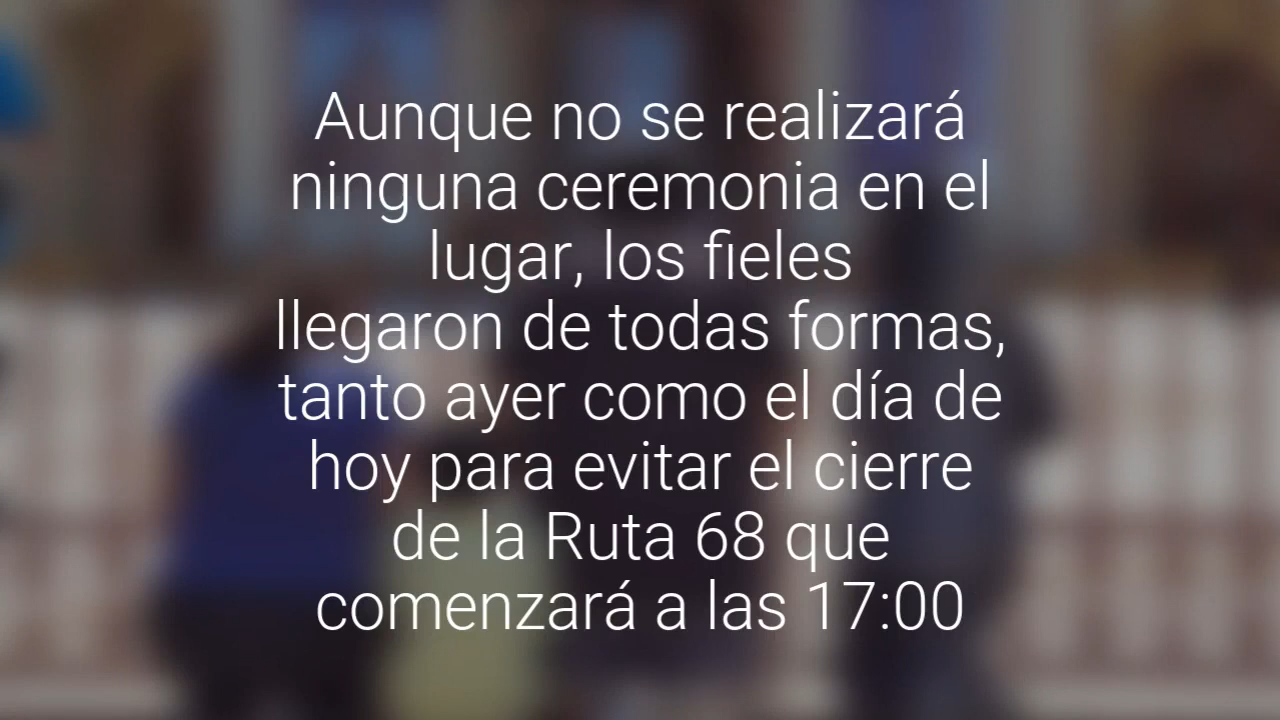 Aunque no se realizará
ninguna ceremonia en el
lugar, los fieles
llegaron de todas formas,
tanto ayer como el día de
hoy para evitar el cierre
de la Ruta 68 que
comenzará a las 17:00